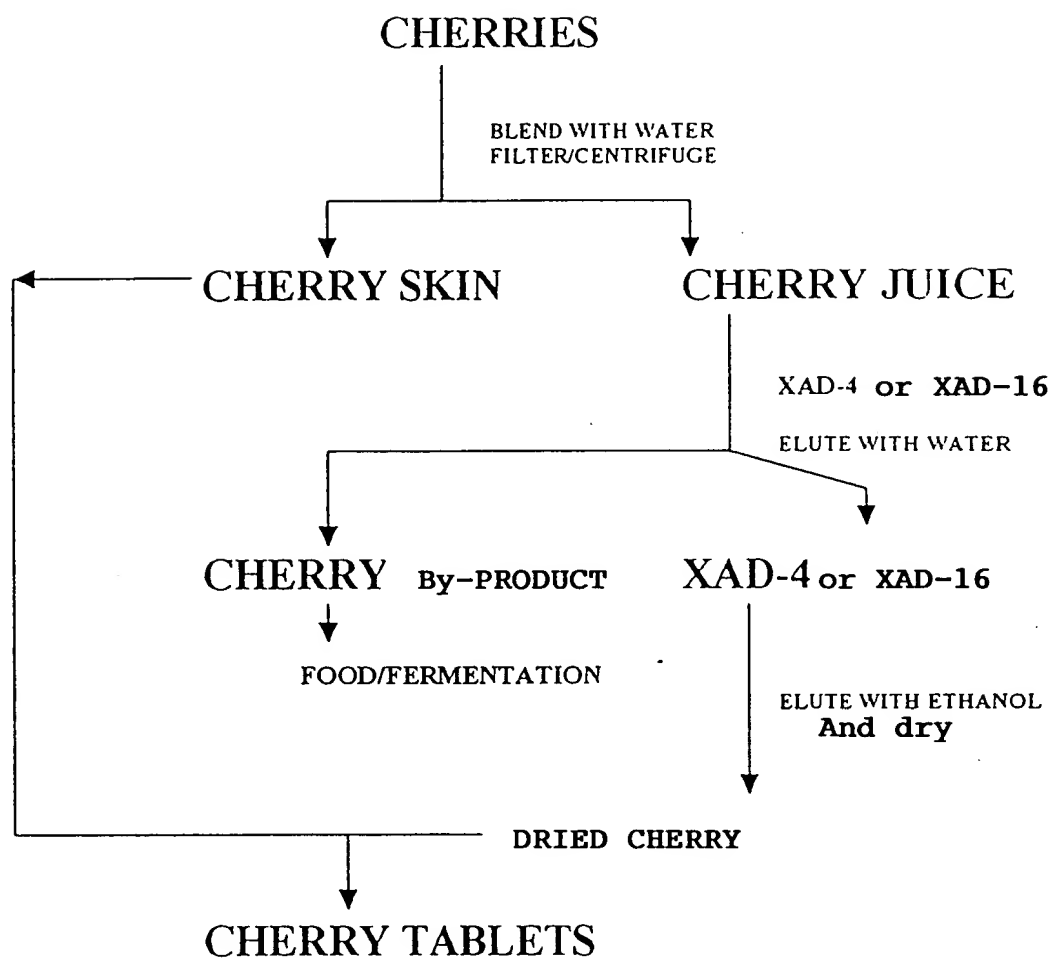 CHERRIES
BLEND WITH WATER
FILTER/CENTRIFUGE
CHERRY SKIN
CHERRY JUICE
XAD-4 or XAD-16
ELUTE WITH WATER
CHERRY By-PRODUCT
XAD-4 or XAD-16
FOOD/FERMENTATION
ELUTE WITH ETHANOL
And dry
DRIED CHERRY
CHERRY TABLETS